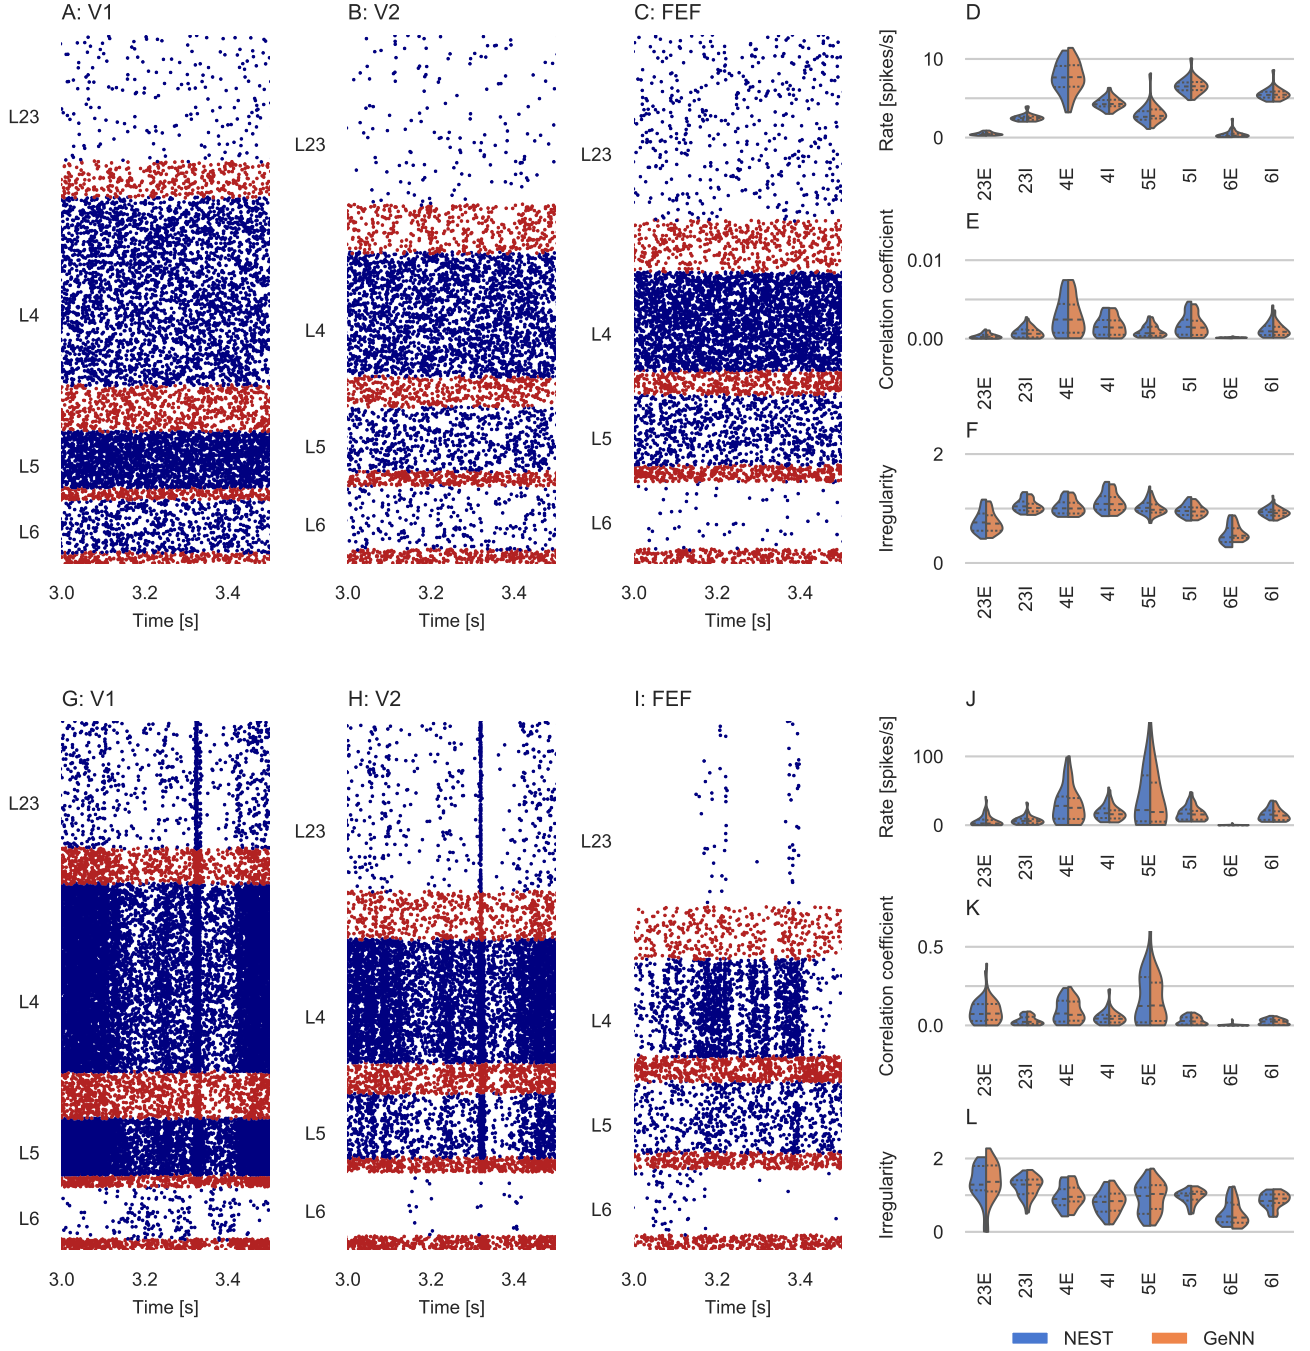 A: V1
B: V2
C: FEF
D
L23
L4
L5
L6
3.0 3.2 3.4
Time [s]
L23
L4
L5
L6
3.0 3.2 3.4
Time [s]
L23
L4
L5
L6
3.0 3.2 3.4
Time [s]
Rate [spikes/s]
10
0
23E 23I 4E 4I 5E 5I 6E 6I
E
Correlation coefficient
0.01
0.00
23E 23I 4E 4I 5E 5I 6E 6I
F
Irregularity
2
1
0
23E 23I 4E 4I 5E 5I 6E 6I
G: V1
H: V2
I: FEF
J
L23
L4
L5
L6
3.0 3.2 3.4
Time [s]
L23
L4
L5
L6
3.0 3.2 3.4
Time [s]
L23
L4
L5
L6
3.0 3.2 3.4
Time [s]
Rate [spikes/s]
100
0
23E 23I 4E 4I 5E 5I 6E 6I
K
Correlation coefficient
0.5
0.0
23E 23I 4E 4I 5E 5I 6E 6I
L
Irregularity
2
0
23E 23I 4E 4I 5E 5I 6E 6I
NEST GeNN